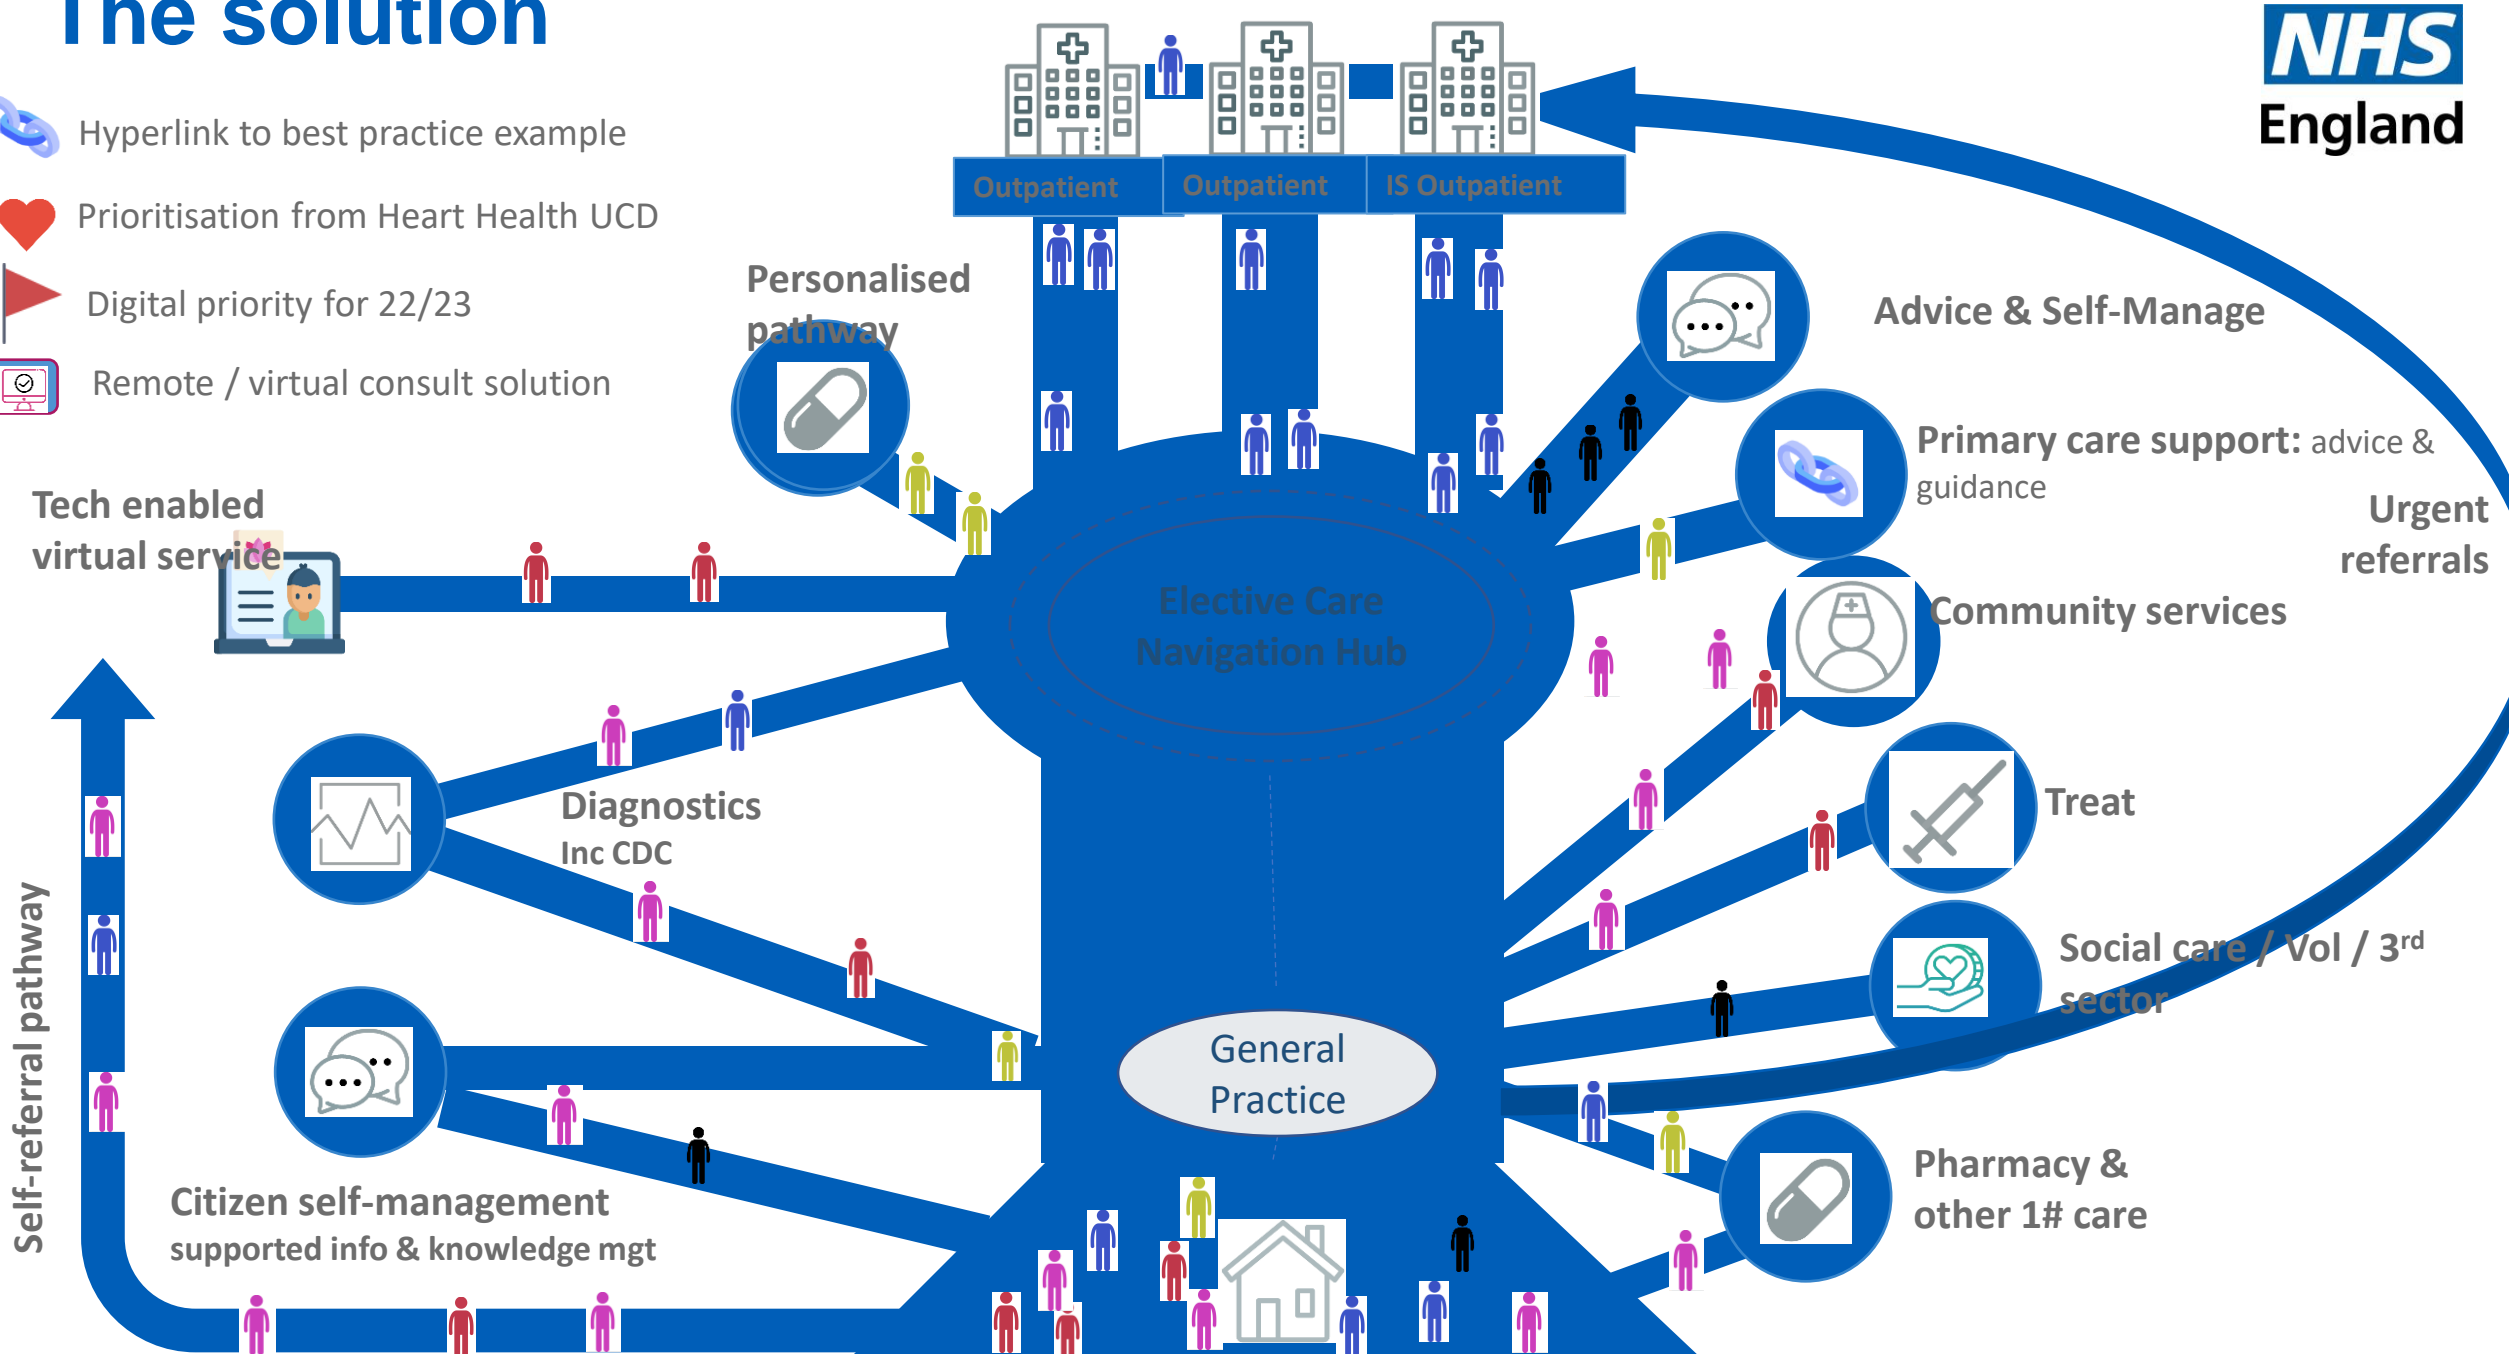 The solution
NHS
England
Hyperlink to best practice example
Prioritisation from Heart Health UCD
Digital priority for 22/23
Remote / virtual consult solution
Outpatient
Outpatient
IS Outpatient
Personalised
pathway
Advice & Self-Manage
Primary care support: advice &
guidance
Urgent
referrals
Tech enabled
virtual service
Elective Care
Navigation Hub
Community services
Diagnostics
Inc CDC
Treat
Social care / Vol / 3rd
sector
General
Practice
Self-referral pathway
Citizen self-management
supported info & knowledge mgt
Pharmacy &
other 1# care